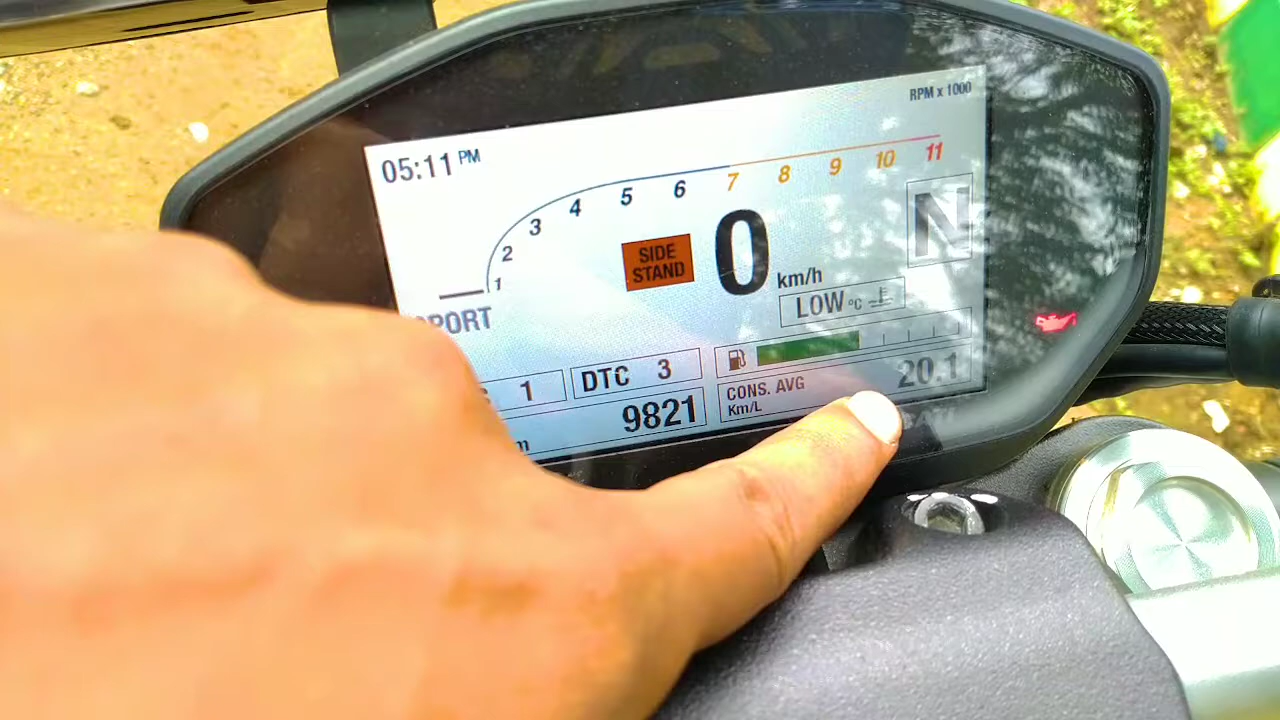 05:11 PM
RPM x 1000
1 2 3 4 5 6 7 8 9 10 11
SIDE
STAND
0 km/h
N
LOW °C
DTC 3
1
9821
CONS. AVG
Km/L
20.1